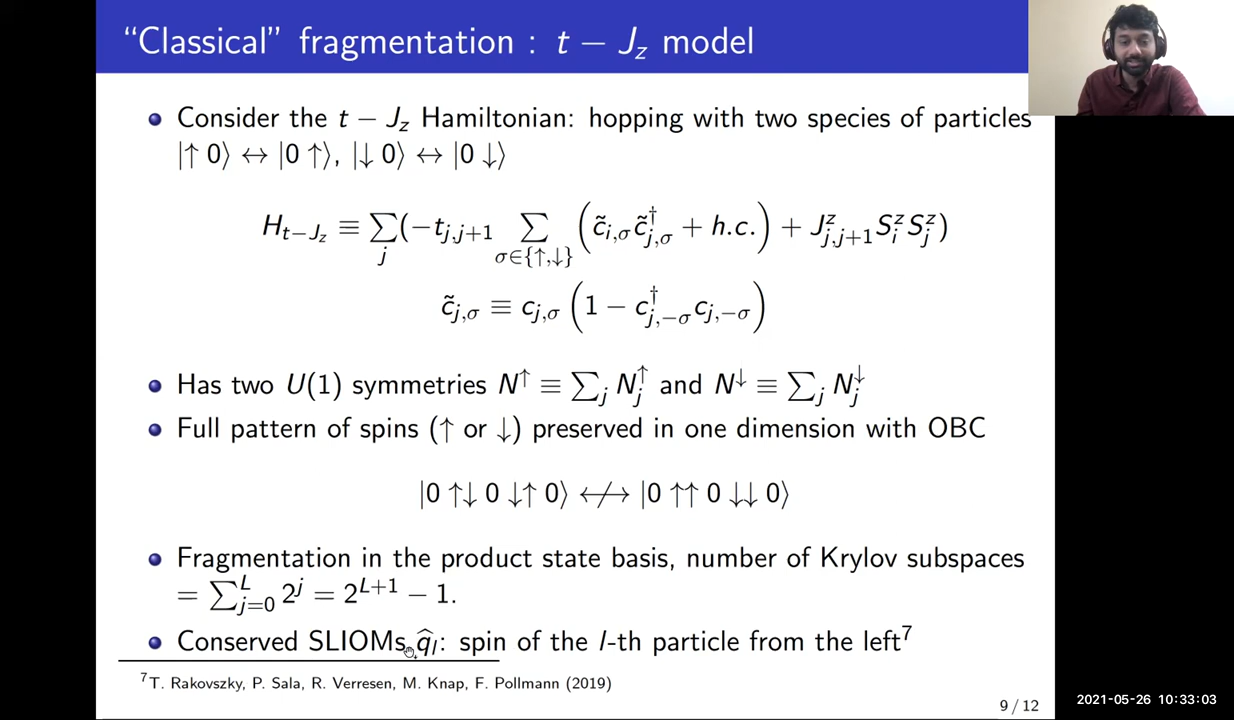 “Classical” fragmentation : t − J_z model
Consider the t − J_z Hamiltonian: hopping with two species of particles
|↑ 0⟩ ↔ |0 ↑⟩, |↓ 0⟩ ↔ |0 ↓⟩
H_{t−J_z} ≡ ∑_j (−t_{j,j+1} ∑_{σ∈{↑,↓}} (c̃_{i,σ} c̃†_{j,σ} + h.c.) + J^z_{j,j+1} S^z_i S^z_j)
c̃_{j,σ} ≡ c_{j,σ} (1 − c†_{j,−σ} c_{j,−σ})
Has two U(1) symmetries N^↑ ≡ ∑_j N^↑_j and N^↓ ≡ ∑_j N^↓_j
Full pattern of spins (↑ or ↓) preserved in one dimension with OBC
|0 ↑↓ 0 ↓↑ 0⟩ ↮ |0 ↑↑ 0 ↓↓ 0⟩
Fragmentation in the product state basis, number of Krylov subspaces
= ∑^L_{j=0} 2^j = 2^{L+1} − 1.
Conserved SLIOMs q̂_l: spin of the l-th particle from the left⁷
⁷T. Rakovszky, P. Sala, R. Verresen, M. Knap, F. Pollmann (2019)
9 / 12
2021-05-26 10:33:03